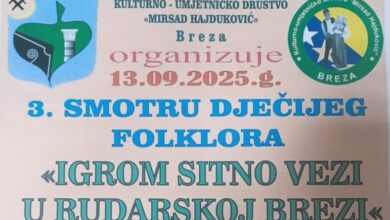 KULTURNO - UMJETNIČKO DRUŠTVO
«MIRSAD HAJDUKOVIĆ"
Breza
organizuje
13.09.2025.g.
BREZA
3. SMOTRU DJEČIJEG
FOLKLORA
«IGROM SITNO VEZI
U RUDARSKOJ BREZI«